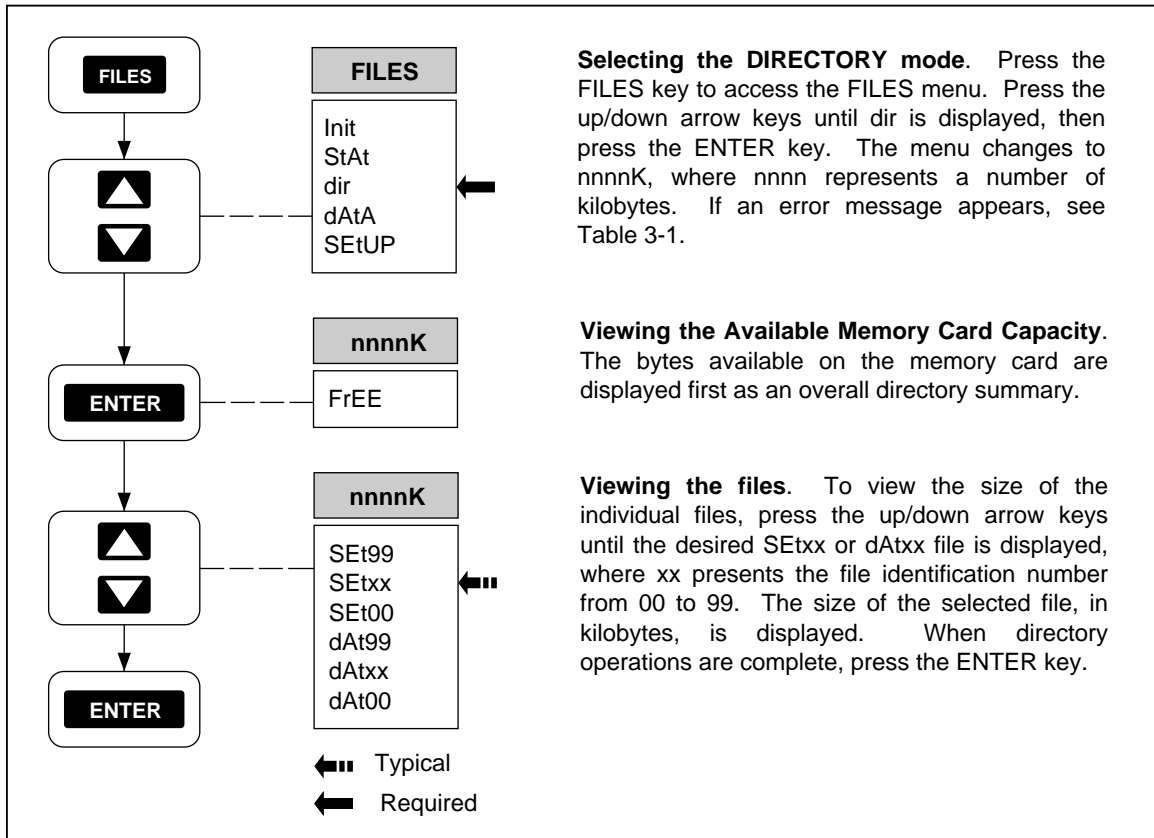 FILES
FILES
Init
StAt
dir
dAtA
SEtUP
Selecting the DIRECTORY mode. Press the
FILES key to access the FILES menu. Press the
up/down arrow keys until dir is displayed, then
press the ENTER key. The menu changes to
nnnnK, where nnnn represents a number of
kilobytes. If an error message appears, see
Table 3-1.
ENTER
nnnnK
FrEE
Viewing the Available Memory Card Capacity.
The bytes available on the memory card are
displayed first as an overall directory summary.
nnnnK
SEt99
SEtxx
SEt00
dAt99
dAtxx
dAt00
Viewing the files. To view the size of the
individual files, press the up/down arrow keys
until the desired SEtxx or dAtxx file is displayed,
where xx presents the file identification number
from 00 to 99. The size of the selected file, in
kilobytes, is displayed. When directory
operations are complete, press the ENTER key.
ENTER
Typical
Required